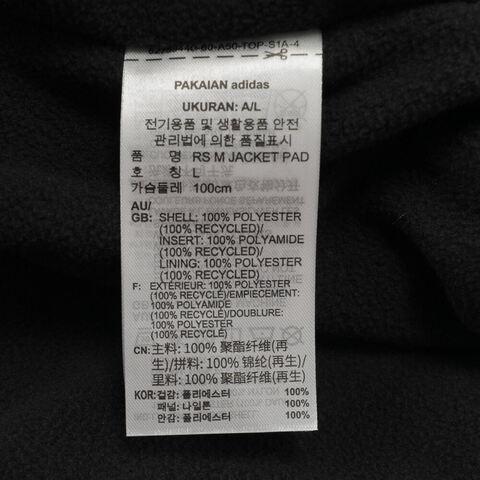 PAKAIAN adidas
UKURAN: A/L
전기용품 및 생활용품 안전
관리법에 의한 품질표시
품 명 RS M JACKET PAD
호 칭 L
가슴둘레 100cm
AU/
GB: SHELL: 100% POLYESTER
(100% RECYCLED)/
INSERT: 100% POLYAMIDE
(100% RECYCLED)/
LINING: 100% POLYESTER
(100% RECYCLED)
F: EXTÉRIEUR: 100% POLYESTER
(100% RECYCLÉ)/EMPIECEMENT:
100% POLYAMIDE
(100% RECYCLÉ)/DOUBLURE:
100% POLYESTER
(100% RECYCLÉ)
CN: 主料: 100% 聚酯纤维(再
生)/拼料: 100% 锦纶(再生)/
里料: 100% 聚酯纤维(再生)
KOR: 겉감: 폴리에스터 100%
패널: 나일론 100%
안감: 폴리에스터 100%